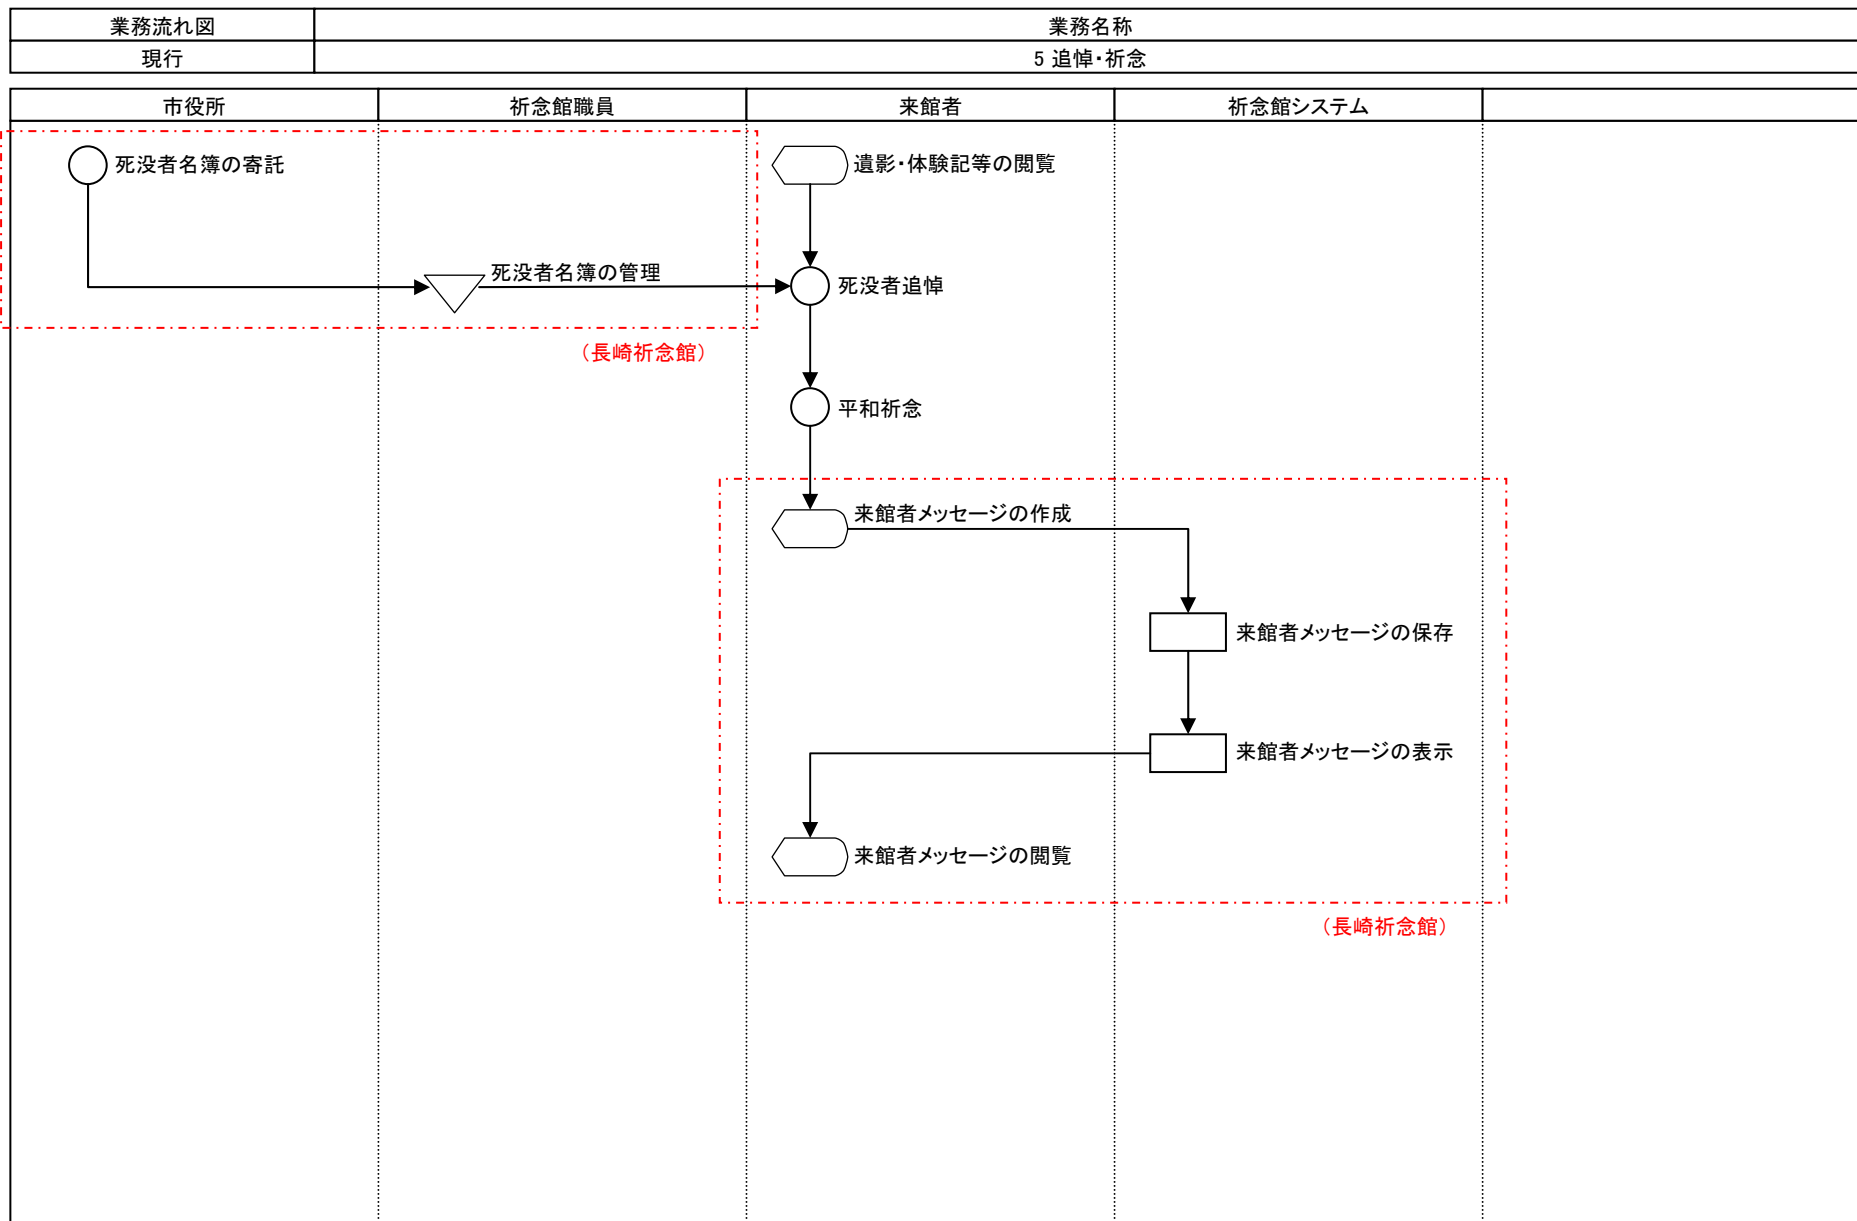 業務流れ図
業務名称
現行
5 追悼・祈念
市役所
祈念館職員
来館者
祈念館システム
死没者名簿の寄託
遺影・体験記等の閲覧
死没者名簿の管理
死没者追悼
（長崎祈念館）
平和祈念
来館者メッセージの作成
来館者メッセージの保存
来館者メッセージの表示
来館者メッセージの閲覧
（長崎祈念館）